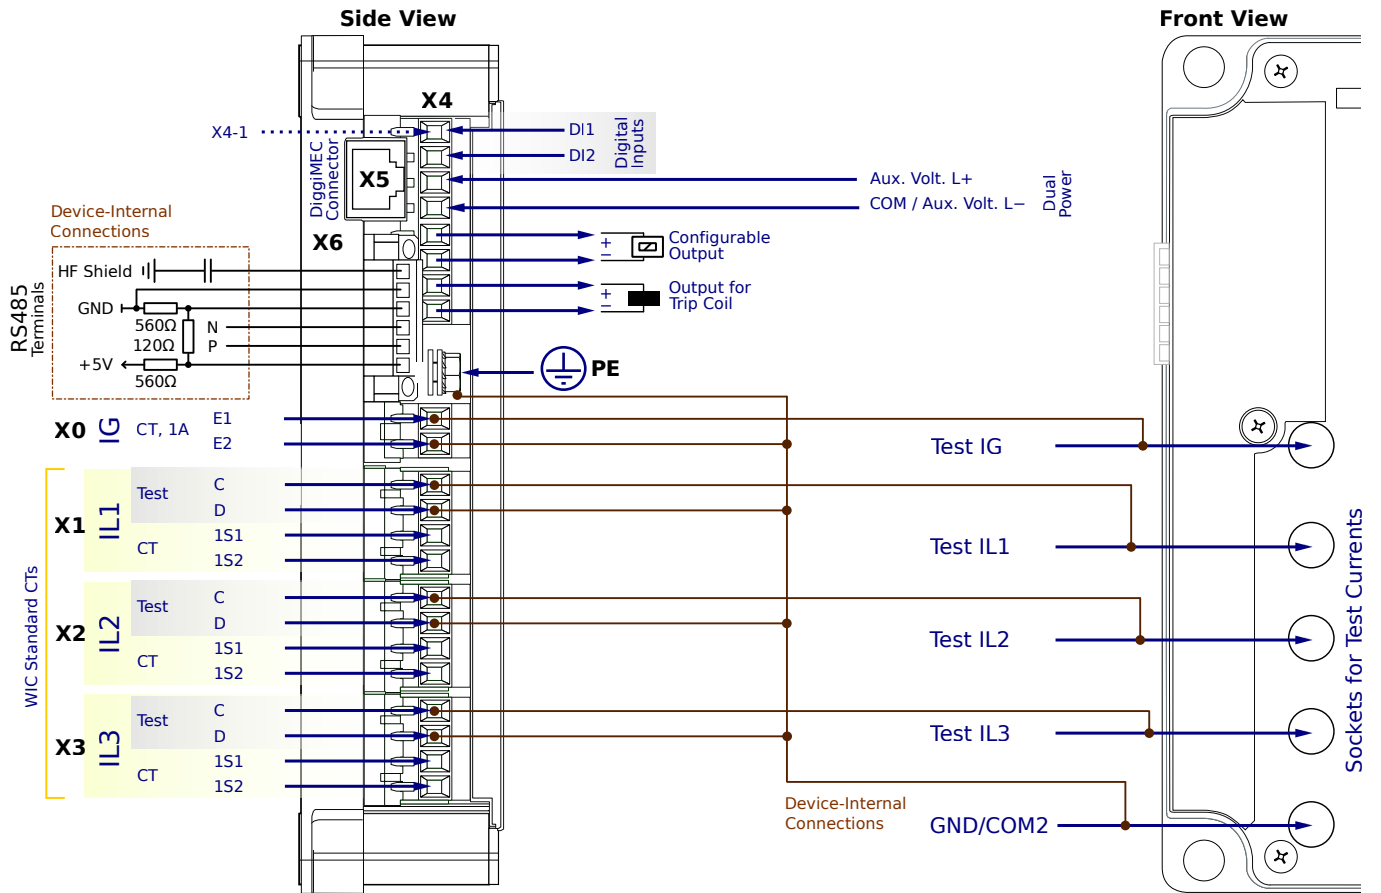 Side View
Front View
X4
X4-1
DI1
DI2
Digital
Inputs
DiggiMEC
Connector
X5
Aux. Volt. L+
COM / Aux. Volt. L−
Dual
Power
X6
Device-Internal
Connections
Configurable
Output
+
−
Output for
Trip Coil
+
−
RS485
Terminals
HF Shield
GND
560Ω
N
120Ω
P
+5V
560Ω
PE
X0
IG
CT, 1A
E1
E2
Test IG
WIC Standard CTs
X1
IL1
Test
C
D
CT
1S1
1S2
Test IL1
X2
IL2
Test
C
D
CT
1S1
1S2
Test IL2
X3
IL3
Test
C
D
CT
1S1
1S2
Test IL3
Device-Internal
Connections
GND/COM2
Sockets for Test Currents